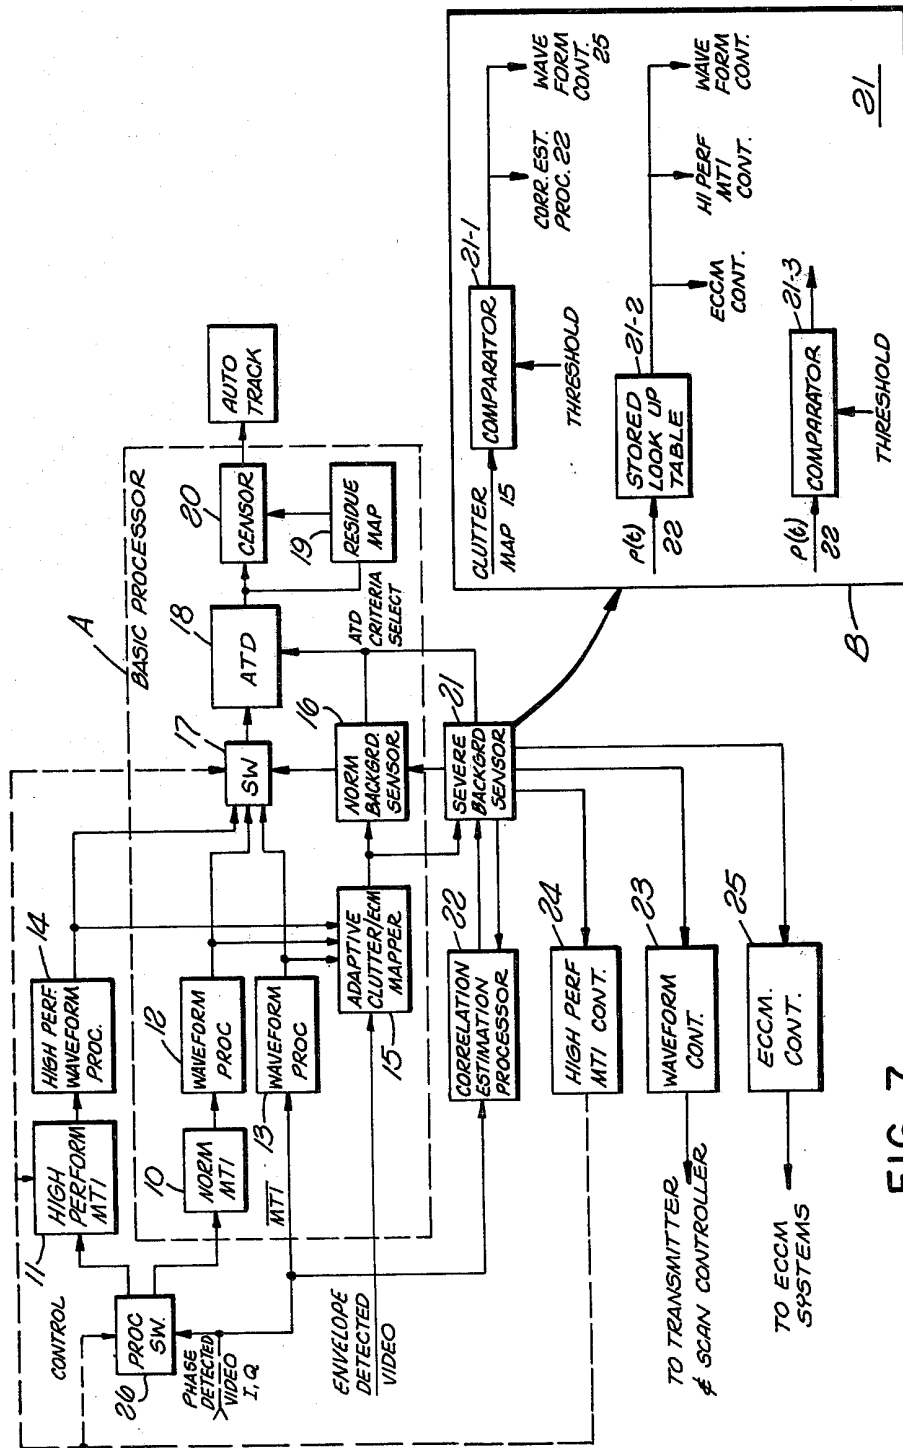 A
BASIC PROCESSOR
CONTROL
26
PROC
SW.
PHASE
DETECTED
VIDEO
I, Q
ENVELOPE
DETECTED
VIDEO
11
HIGH
PERFORM
MTI
14
HIGH PERF
WAVEFORM
PROC.
10
NORM
MTI
12
WAVEFORM
PROC
MTI
13
WAVEFORM
PROC
15
ADAPTIVE
CLUTTER/ECM
MAPPER
17
SW
16
NORM
BACKGRD.
SENSOR
18
ATD
ATD
CRITERIA
SELECT
20
CENSOR
19
RESIDUE
MAP
AUTO
TRACK
22
CORRELATION
ESTIMATION
PROCESSOR
21
SEVERE
BACKGRD
SENSOR
24
HIGH PERF
MTI CONT.
23
WAVEFORM
CONT.
TO TRANSMITTER
& SCAN CONTROLLER
25
ECCM.
CONT.
TO ECCM
SYSTEMS
B
CLUTTER
MAP 15
COMPARATOR
21-1
THRESHOLD
CORR. EST.
PROC. 22
WAVE
FORM
CONT.
25
P(t)
22
STORED
LOOK UP
TABLE
21-2
ECCM
CONT.
HI PERF
MTI
CONT.
WAVE
FORM
CONT.
P(t)
22
COMPARATOR
21-3
THRESHOLD
21
FIG. 7